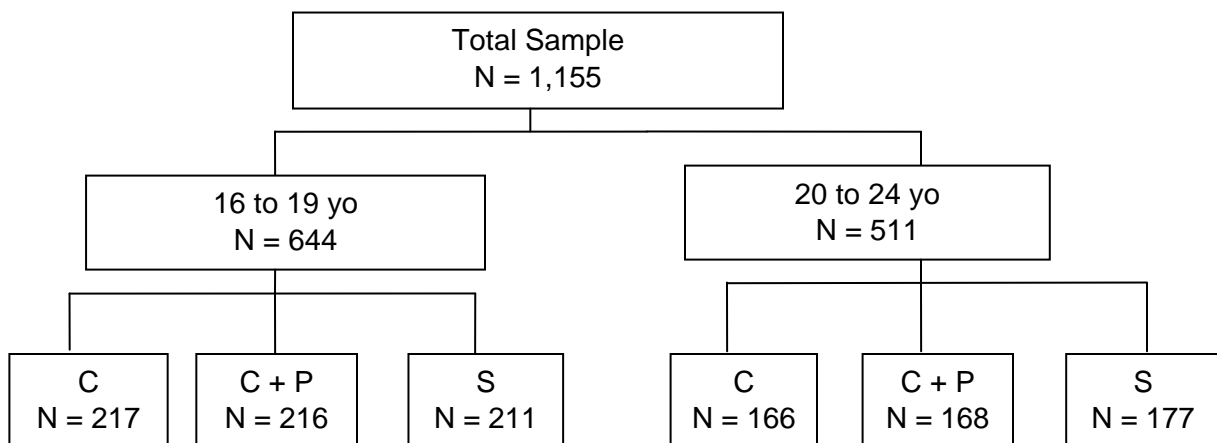 Total Sample
N = 1,155
16 to 19 yo
N = 644
20 to 24 yo
N = 511
C
N = 217
C + P
N = 216
S
N = 211
C
N = 166
C + P
N = 168
S
N = 177